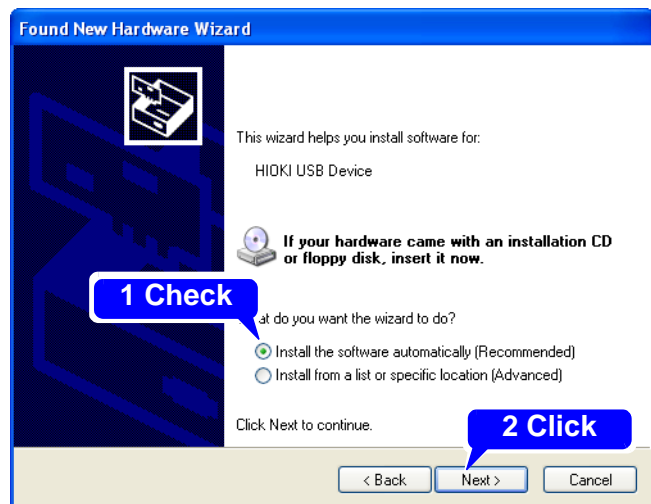 Found New Hardware Wizard
This wizard helps you install software for:
HIOKI USB Device
If your hardware came with an installation CD
or floppy disk, insert it now.
1 Check
at do you want the wizard to do?
Install the software automatically (Recommended)
Install from a list or specific location (Advanced)
Click Next to continue.
2 Click
< Back
Next >
Cancel